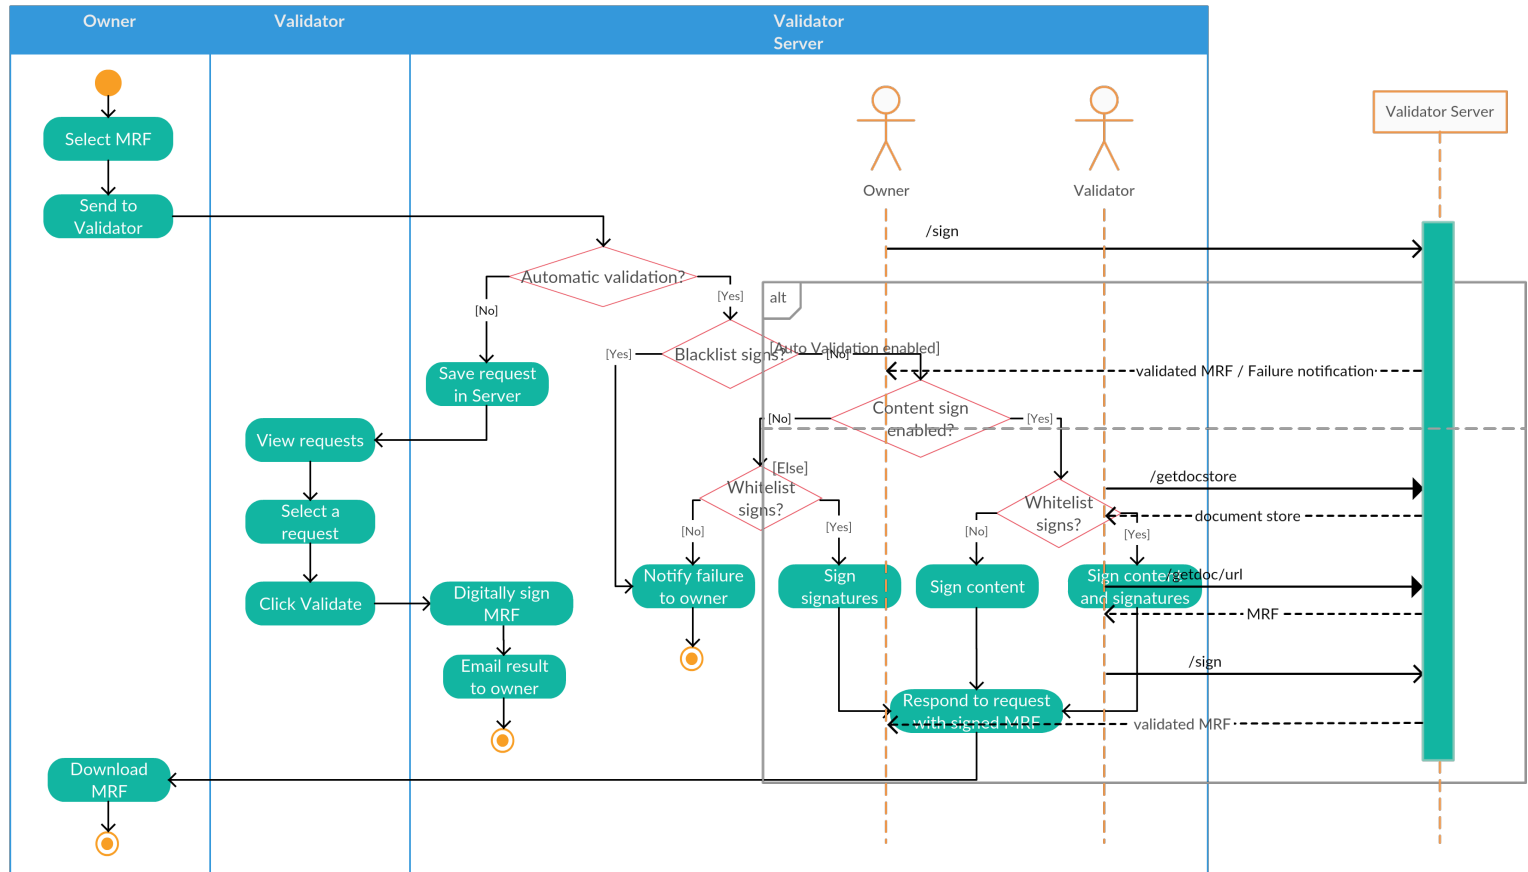 Owner
Validator
Validator
Server
Select MRF
Send to
Validator
Owner
Validator
Validator Server
/sign
Automatic validation?
[No]
[Yes]
alt
[Auto Validation enabled]
Blacklist signs?
[Yes]
[No]
validated MRF / Failure notification
Save request
in Server
Content sign
enabled?
[No]
[Yes]
View requests
[Else]
Whitelist
signs?
[No]
[Yes]
/getdocstore
Whitelist
signs?
document store
[No]
[Yes]
Select a
request
Notify failure
to owner
Sign
signatures
Sign content
Sign content
and signatures
/getdoc/url
MRF
Click Validate
Digitally sign
MRF
Email result
to owner
/sign
Respond to request
with signed MRF
validated MRF
Download
MRF